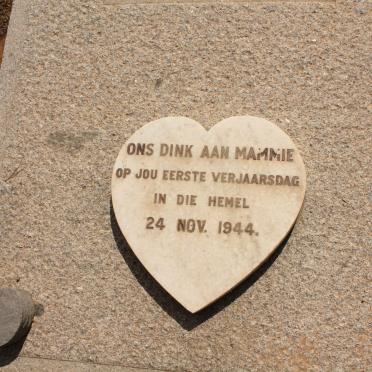 ONS DINK AAN MAMMIE
OP JOU EERSTE VERJAARSDAG
IN DIE HEMEL
24 NOV. 1944.